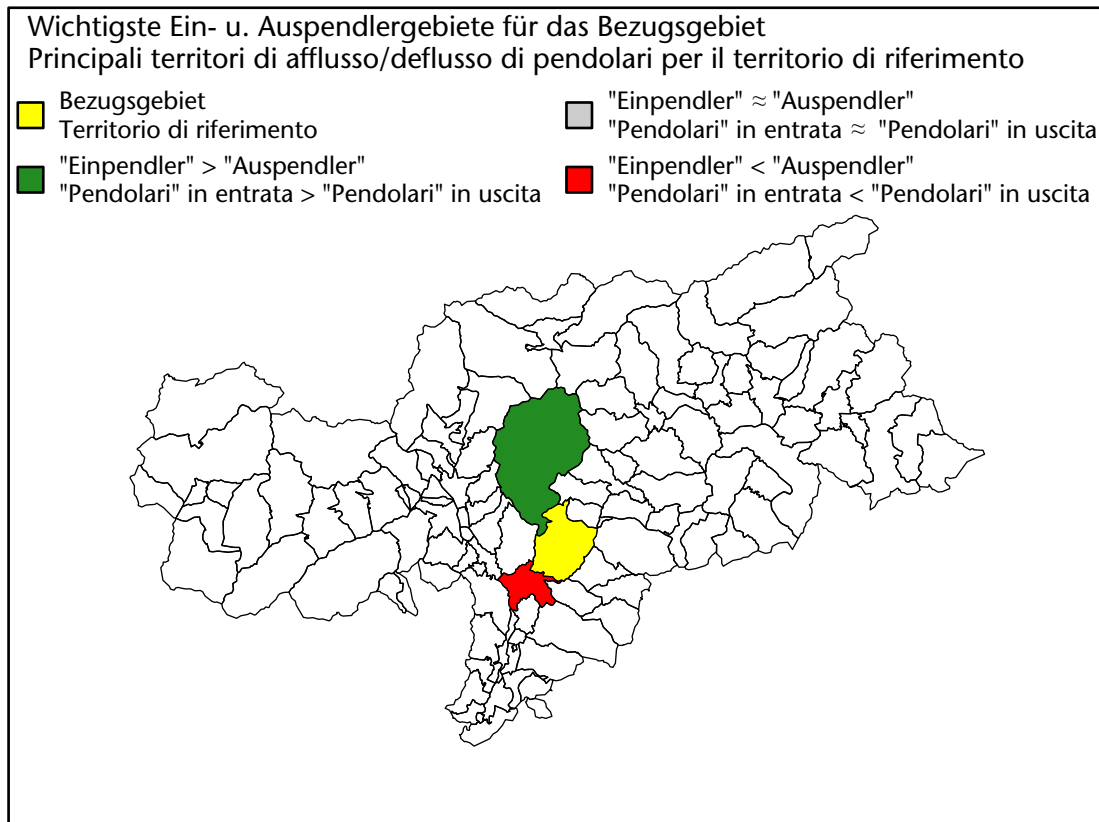 Wichtigste Ein- u. Auspendlergebiete für das Bezugsgebiet
Principali territori di afflusso/deflusso di pendolari per il territorio di riferimento
Bezugsgebiet
Territorio di riferimento
"Einpendler" > "Auspendler"
"Pendolari" in entrata > "Pendolari" in uscita
"Einpendler" ≈ "Auspendler"
"Pendolari" in entrata ≈ "Pendolari" in uscita
"Einpendler" < "Auspendler"
"Pendolari" in entrata < "Pendolari" in uscita